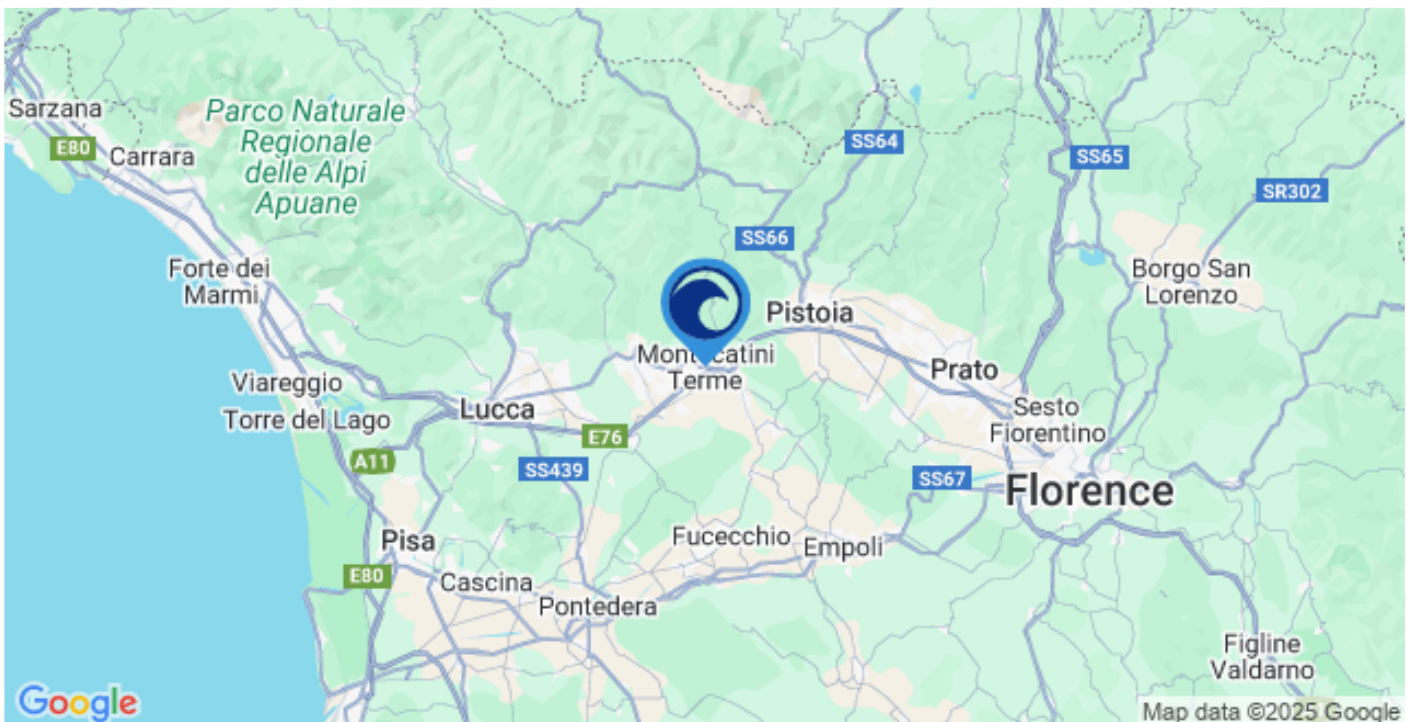 Sarzana
Parco Naturale
Regionale
delle Alpi
Apuane
E80
Carrara
SS64
SS65
SR302
SS66
Forte dei
Marmi
Borgo San
Lorenzo
Pistoia
Montecatini
Terme
Prato
Viareggio
Torre del Lago
Lucca
Sesto
Fiorentino
E76
A11
SS439
SS67
Florence
Pisa
Fucecchio
Empoli
E80
Cascina
Pontedera
Figline
Valdarno
Google
Map data ©2025 Google